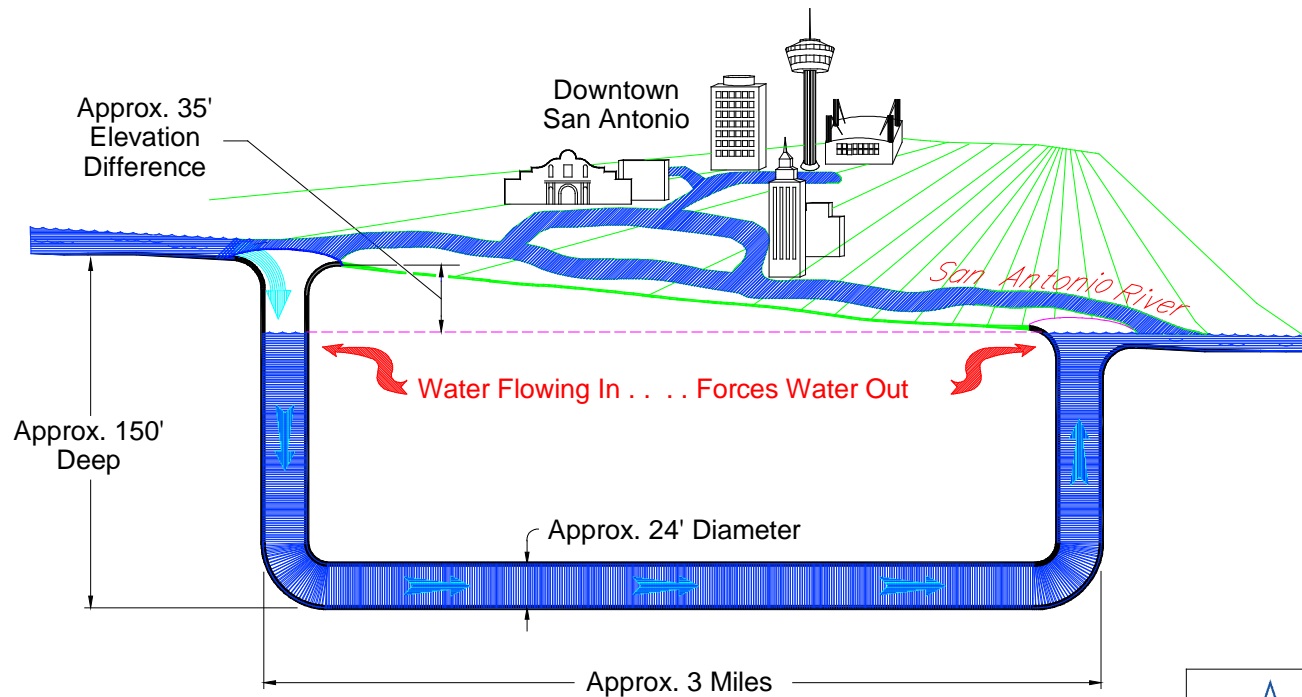 Approx. 35'
Elevation
Difference
Downtown
San Antonio
San Antonio River
Water Flowing In . . . . Forces Water Out
Approx. 150'
Deep
Approx. 24' Diameter
Approx. 3 Miles